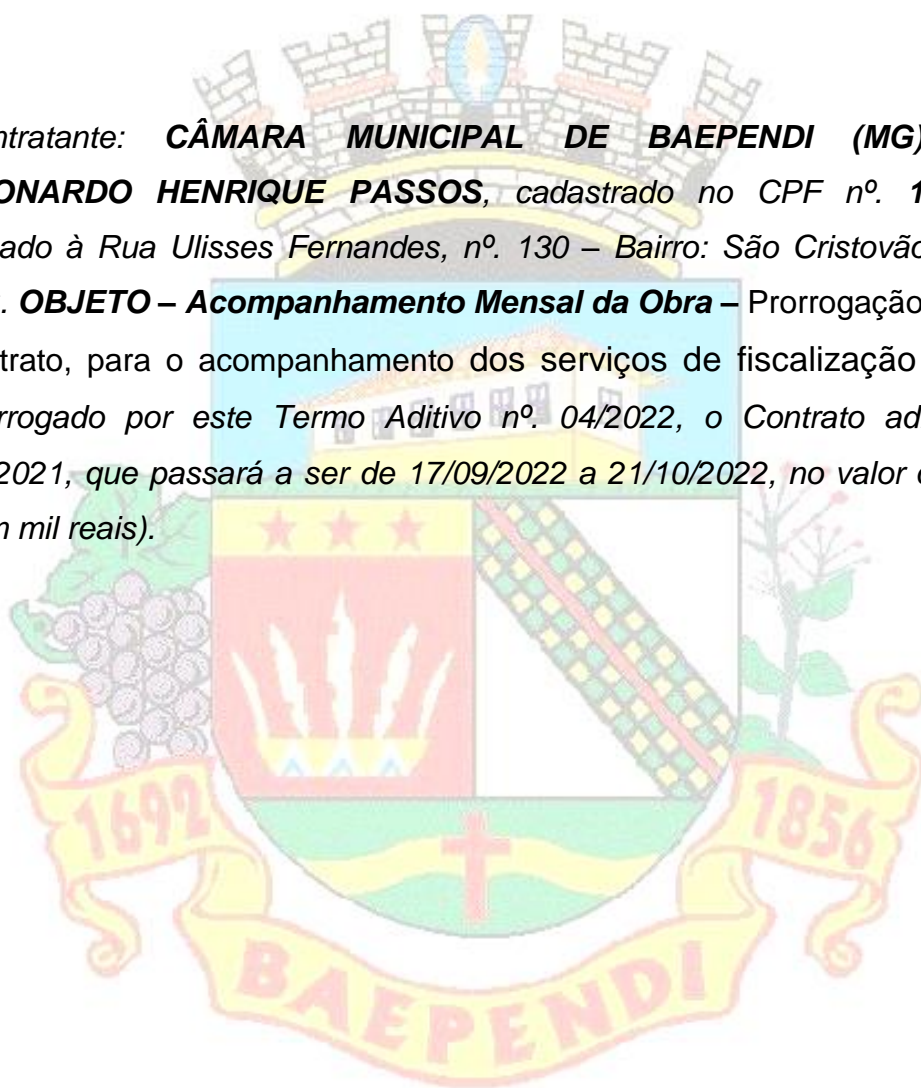 ntratante: CÂMARA MUNICIPAL DE BAEPENDI (MG)
ONARDO HENRIQUE PASSOS, cadastrado no CPF nº. 1
ado à Rua Ulisses Fernandes, nº. 130 – Bairro: São Cristovão
. OBJETO – Acompanhamento Mensal da Obra – Prorrogação
trato, para o acompanhamento dos serviços de fiscalização
rrogado por este Termo Aditivo nº. 04/2022, o Contrato ad
2021, que passará a ser de 17/09/2022 a 21/10/2022, no valor
mil reais).
1692 1856
BAEPENDI